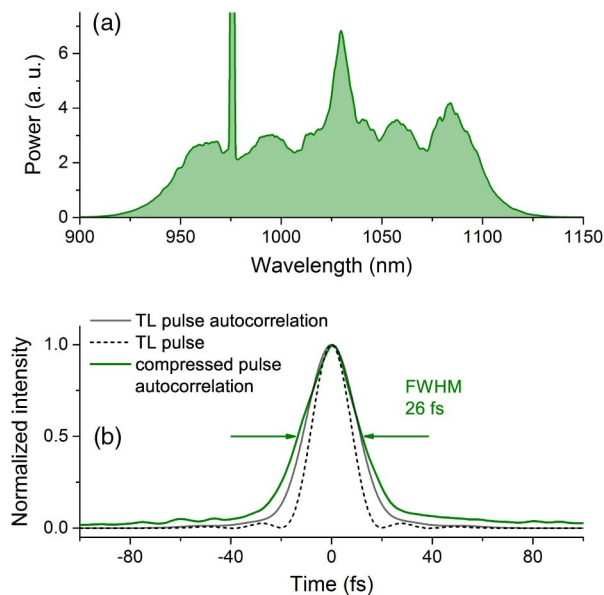 (a)
Power (a. u.)
6
4
2
0
900 950 1000 1050 1100 1150
Wavelength (nm)
TL pulse autocorrelation
TL pulse
compressed pulse
autocorrelation
FWHM
26 fs
(b)
Normalized intensity
1.0
0.5
0.0
-80 -40 0 40 80
Time (fs)